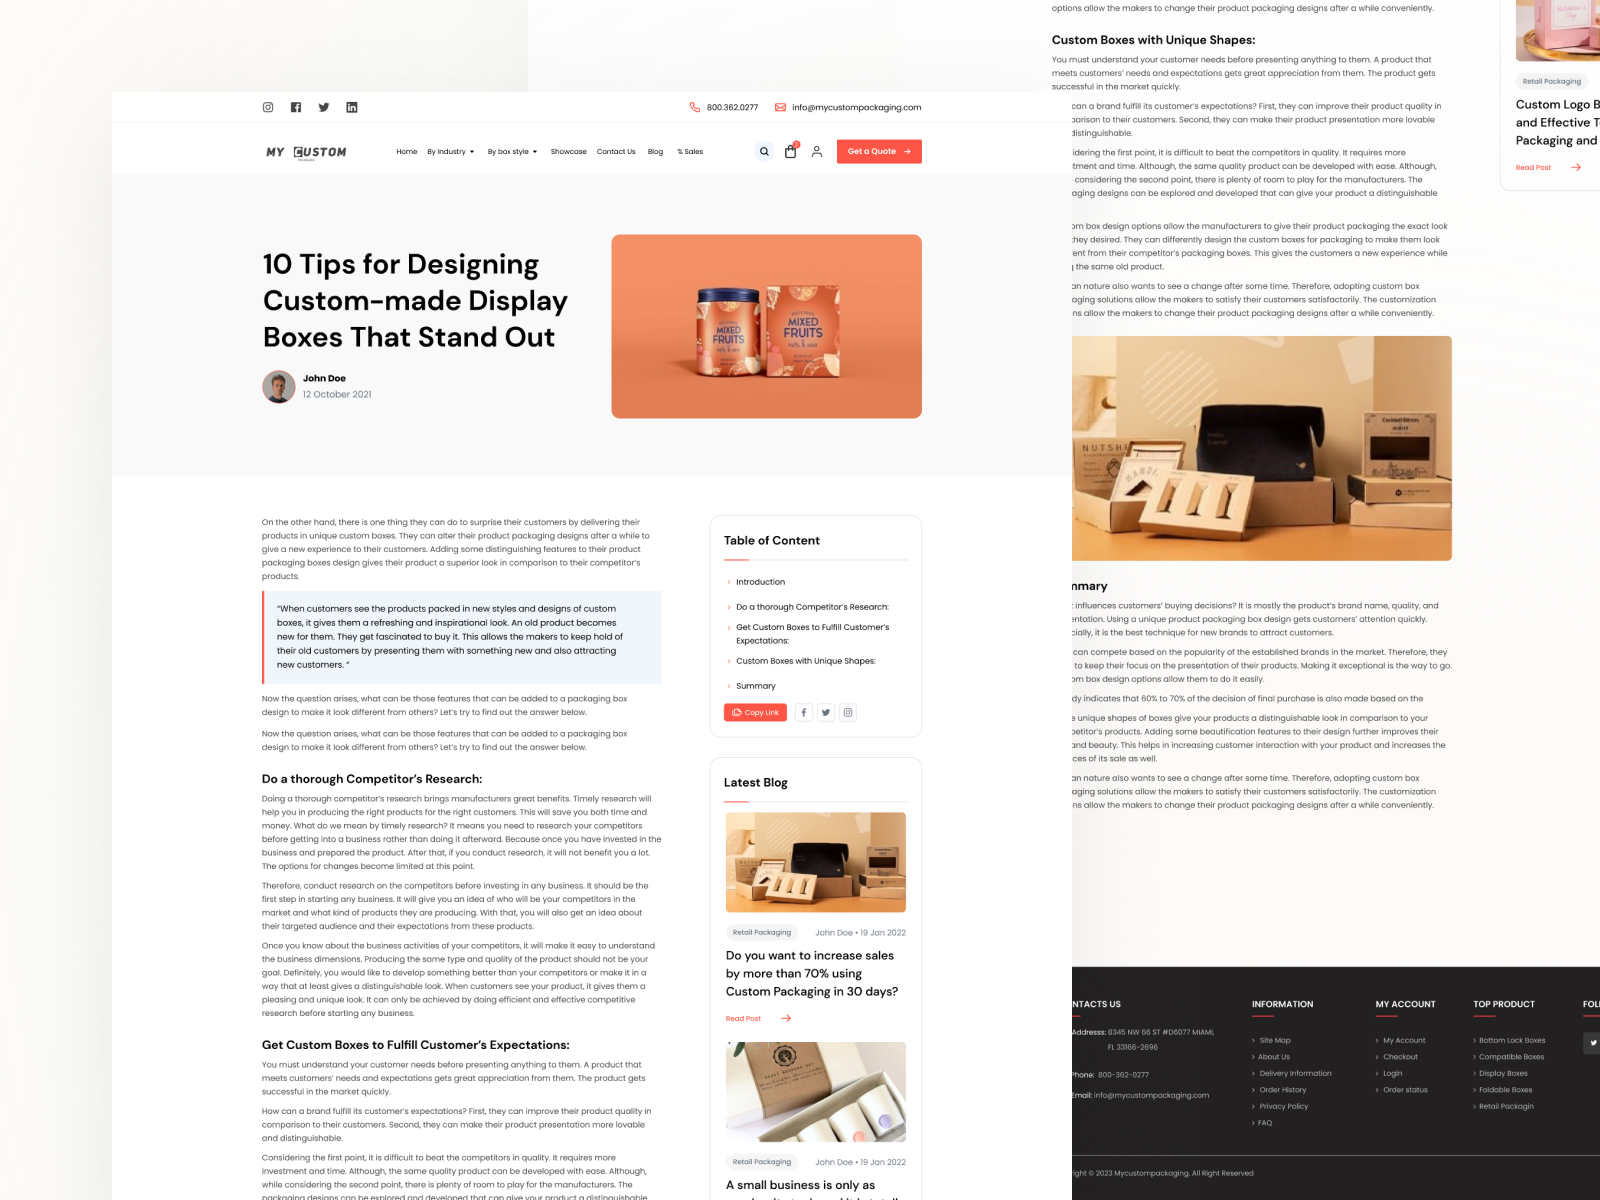 800.362.0277
info@mycustompackaging.com
MY CUSTOM
Home
By Industry
By box style
Showcase
Contact Us
Blog
% Sales
Get a Quote
10 Tips for Designing
Custom-made Display
Boxes That Stand Out
John Doe
12 October 2021
MIXED
FRUITS
MIXED
FRUITS
On the other hand, there is one thing they can do to surprise their customers by delivering their
products in unique custom boxes. They can alter their product packaging designs after a while to
give a new experience to their customers. Adding some distinguishing features to their product
packaging boxes design gives their product a superior look in comparison to their competitor's
products.
“When customers see the products packed in new styles and designs of custom
boxes, it gives them a refreshing and inspirational look. An old product becomes
new for them. They get fascinated to buy it. This allows the makers to keep hold of
their old customers by presenting them with something new and also attracting
new customers. “
Now the question arises, what can be those features that can be added to a packaging box
design to make it look different from others? Let's try to find out the answer below.
Now the question arises, what can be those features that can be added to a packaging box
design to make it look different from others? Let's try to find out the answer below.
Do a thorough Competitor's Research:
Doing a thorough competitor's research brings manufacturers great benefits. Timely research will
help you in producing the right products for the right customers. This will save you both time and
money. What do we mean by timely research? It means you need to research your competitors
before getting into a business rather than doing it afterward. Because once you have invested in the
business and prepared the product. After that, if you conduct research, it will not benefit you a lot.
The options for changes become limited at this point.
Therefore, conduct research on the competitors before investing in any business. It should be the
first step in starting any business. It will give you an idea of who will be your competitors in the
market and what kind of products they are producing. With that, you will also get an idea about
their targeted audience and their expectations from these products.
Once you know about the business activities of your competitors, it will make it easy to understand
the business dimensions. Producing the same type and quality of the product should not be your
goal. Definitely, you would like to develop something better than your competitors or make it in a
way that at least gives a distinguishable look. When customers see your product, it gives them a
pleasing and unique look. It can only be achieved by doing efficient and effective competitive
research before starting any business.
Get Custom Boxes to Fulfill Customer's Expectations:
You must understand your customer needs before presenting anything to them. A product that
meets customers' needs and expectations gets great appreciation from them. The product gets
successful in the market quickly.
How can a brand fulfill its customer's expectations? First, they can improve their product quality in
comparison to their customers. Second, they can make their product presentation more lovable
and distinguishable.
Considering the first point, it is difficult to beat the competitors in quality. It requires more
investment and time. Although, the same quality product can be developed with ease. Although,
while considering the second point, there is plenty of room to play for the manufacturers. The
packaging designs can be explored and developed that can give your product a distinguishable
Table of Content
Introduction
Do a thorough Competitor's Research:
Get Custom Boxes to Fulfill Customer's
Expectations:
Custom Boxes with Unique Shapes:
Summary
Copy Link
Latest Blog
Retail Packaging
John Doe • 19 Jan 2022
Do you want to increase sales
by more than 70% using
Custom Packaging in 30 days?
Read Post
Retail Packaging
John Doe • 19 Jan 2022
A small business is only as
options allow the makers to change their product packaging designs after a while conveniently.
Custom Boxes with Unique Shapes:
You must understand your customer needs before presenting anything to them. A product that
meets customers' needs and expectations gets great appreciation from them. The product gets
successful in the market quickly.
can a brand fulfill its customer's expectations? First, they can improve their product quality in
parison to their customers. Second, they can make their product presentation more lovable
distinguishable.
idering the first point, it is difficult to beat the competitors in quality. It requires more
tment and time. Although, the same quality product can be developed with ease. Although,
considering the second point, there is plenty of room to play for the manufacturers. The
aging designs can be explored and developed that can give your product a distinguishable
om box design options allow the manufacturers to give their product packaging the exact look
they desired. They can differently design the custom boxes for packaging to make them look
rent from their competitor's packaging boxes. This gives the customers a new experience while
g the same old product.
an nature also wants to see a change after some time. Therefore, adopting custom box
aging solutions allow the makers to satisfy their customers satisfactorily. The customization
ns allow the makers to change their product packaging designs after a while conveniently.
NUTSHE
mmary
t influences customers' buying decisions? It is mostly the product's brand name, quality, and
entation. Using a unique product packaging box design gets customers' attention quickly.
cially, it is the best technique for new brands to attract customers.
can compete based on the popularity of the established brands in the market. Therefore, they
to keep their focus on the presentation of their products. Making it exceptional is the way to go.
om box design options allow them to do it easily.
dy indicates that 60% to 70% of the decision of final purchase is also made based on the
e unique shapes of boxes give your products a distinguishable look in comparison to your
petitor's products. Adding some beautification features to their design further improves their
and beauty. This helps in increasing customer interaction with your product and increases the
ces of its sale as well.
an nature also wants to see a change after some time. Therefore, adopting custom box
aging solutions allow the makers to satisfy their customers satisfactorily. The customization
ns allow the makers to change their product packaging designs after a while conveniently.
Retail Packaging
Custom Logo B
and Effective T
Packaging and
Read Post
NTACTS US
Addresss: 8345 NW 66 ST #D6077 MIAMI,
FL 33166-2696
Phone: 800-362-0277
Email: info@mycustompackaging.com
INFORMATION
Site Map
About Us
Delivery Information
Order History
Privacy Policy
FAQ
MY ACCOUNT
My Account
Checkout
Login
Order status
TOP PRODUCT
Bottom Lock Boxes
Compatible Boxes
Display Boxes
Foldable Boxes
Retail Packagin
FOL
right © 2023 Mycustompackaging. All Right Reserved